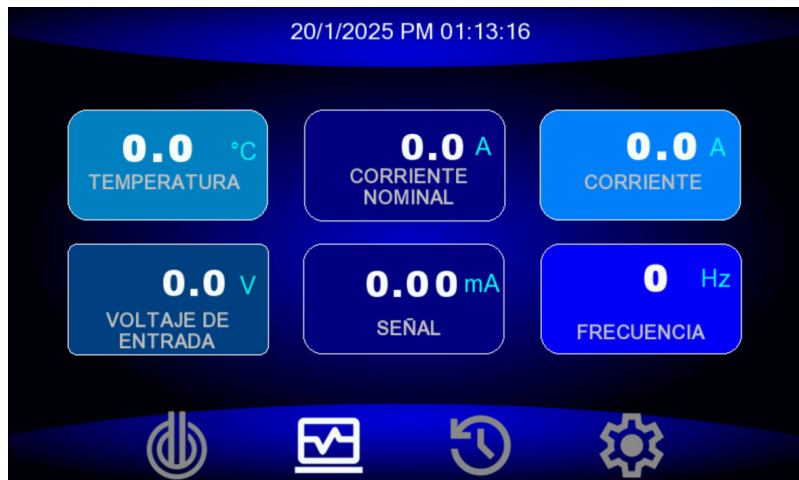 20/1/2025 PM 01:13:16
0.0 °C
TEMPERATURA
0.0 A
CORRIENTE
NOMINAL
0.0 A
CORRIENTE
0.0 V
VOLTAJE DE
ENTRADA
0.00 mA
SEÑAL
0 Hz
FRECUENCIA